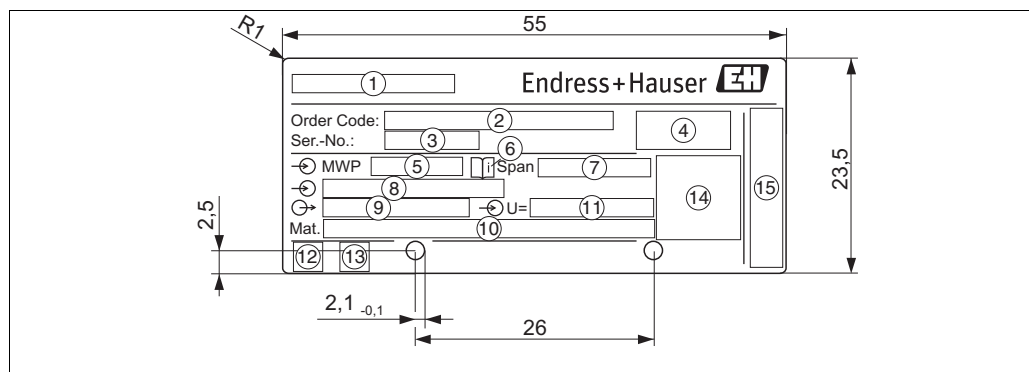 R1
55
1
Endress+Hauser EH
Order Code: 2
4
Ser.-No.: 3
6
MWP 5 i Span 7
8
9 U= 11
14
15
Mat. 10
12 13
23,5
2,5
2,1 -0,1
26